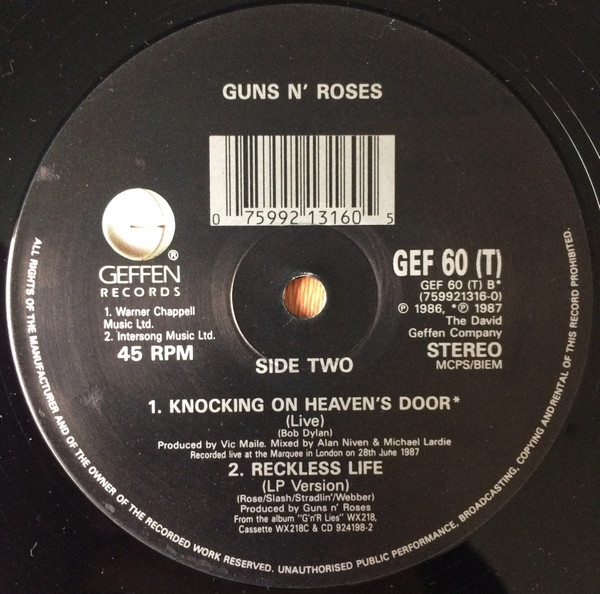 GUNS N' ROSES
0 75992 13160 5
®
GEFFEN
RECORDS
1. Warner Chappell
Music Ltd.
2. Intersong Music Ltd.
45 RPM
GEF 60 (T)
GEF 60 (T) B*
(759921316-0)
℗ 1986, *℗ 1987
The David
Geffen Company
STEREO
MCPS/BIEM
SIDE TWO
1. KNOCKING ON HEAVEN'S DOOR*
(Live)
(Bob Dylan)
Produced by Vic Maile. Mixed by Alan Niven & Michael Lardie
Recorded live at the Marquee in London on 28th June 1987
2. RECKLESS LIFE
(LP Version)
(Rose/Slash/Stradlin'/Webber)
Produced by Guns n' Roses
From the album "G'n'R Lies" WX218,
Cassette WX218C & CD 924198-2
ALL RIGHTS OF THE MANUFACTURER AND OF THE OWNER OF THE RECORDED WORK RESERVED. UNAUTHORISED PUBLIC PERFORMANCE, BROADCASTING, COPYING AND RENTAL OF THIS RECORD PROHIBITED.